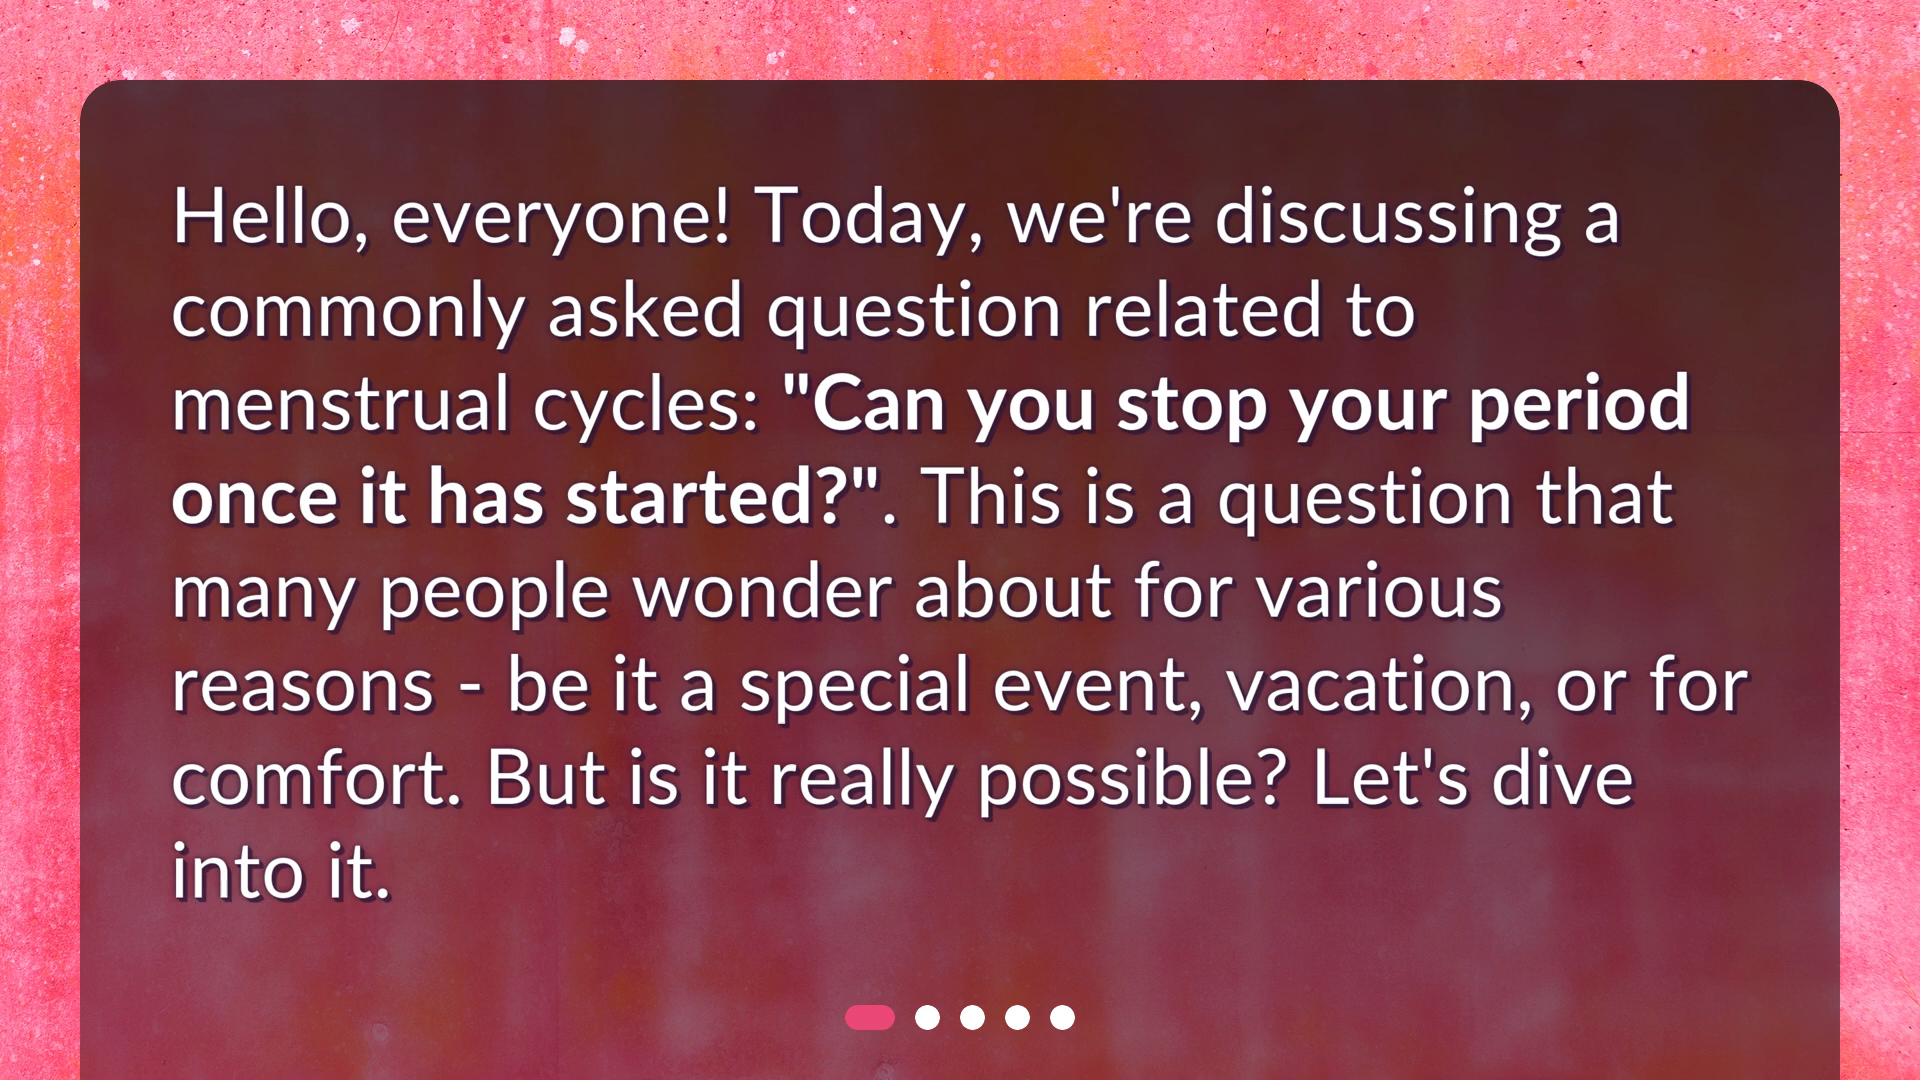 Hello, everyone! Today, we're discussing a
commonly asked question related to
menstrual cycles: "Can you stop your period
once it has started?". This is a question that
many people wonder about for various
reasons - be it a special event, vacation, or for
comfort. But is it really possible? Let's dive
into it.